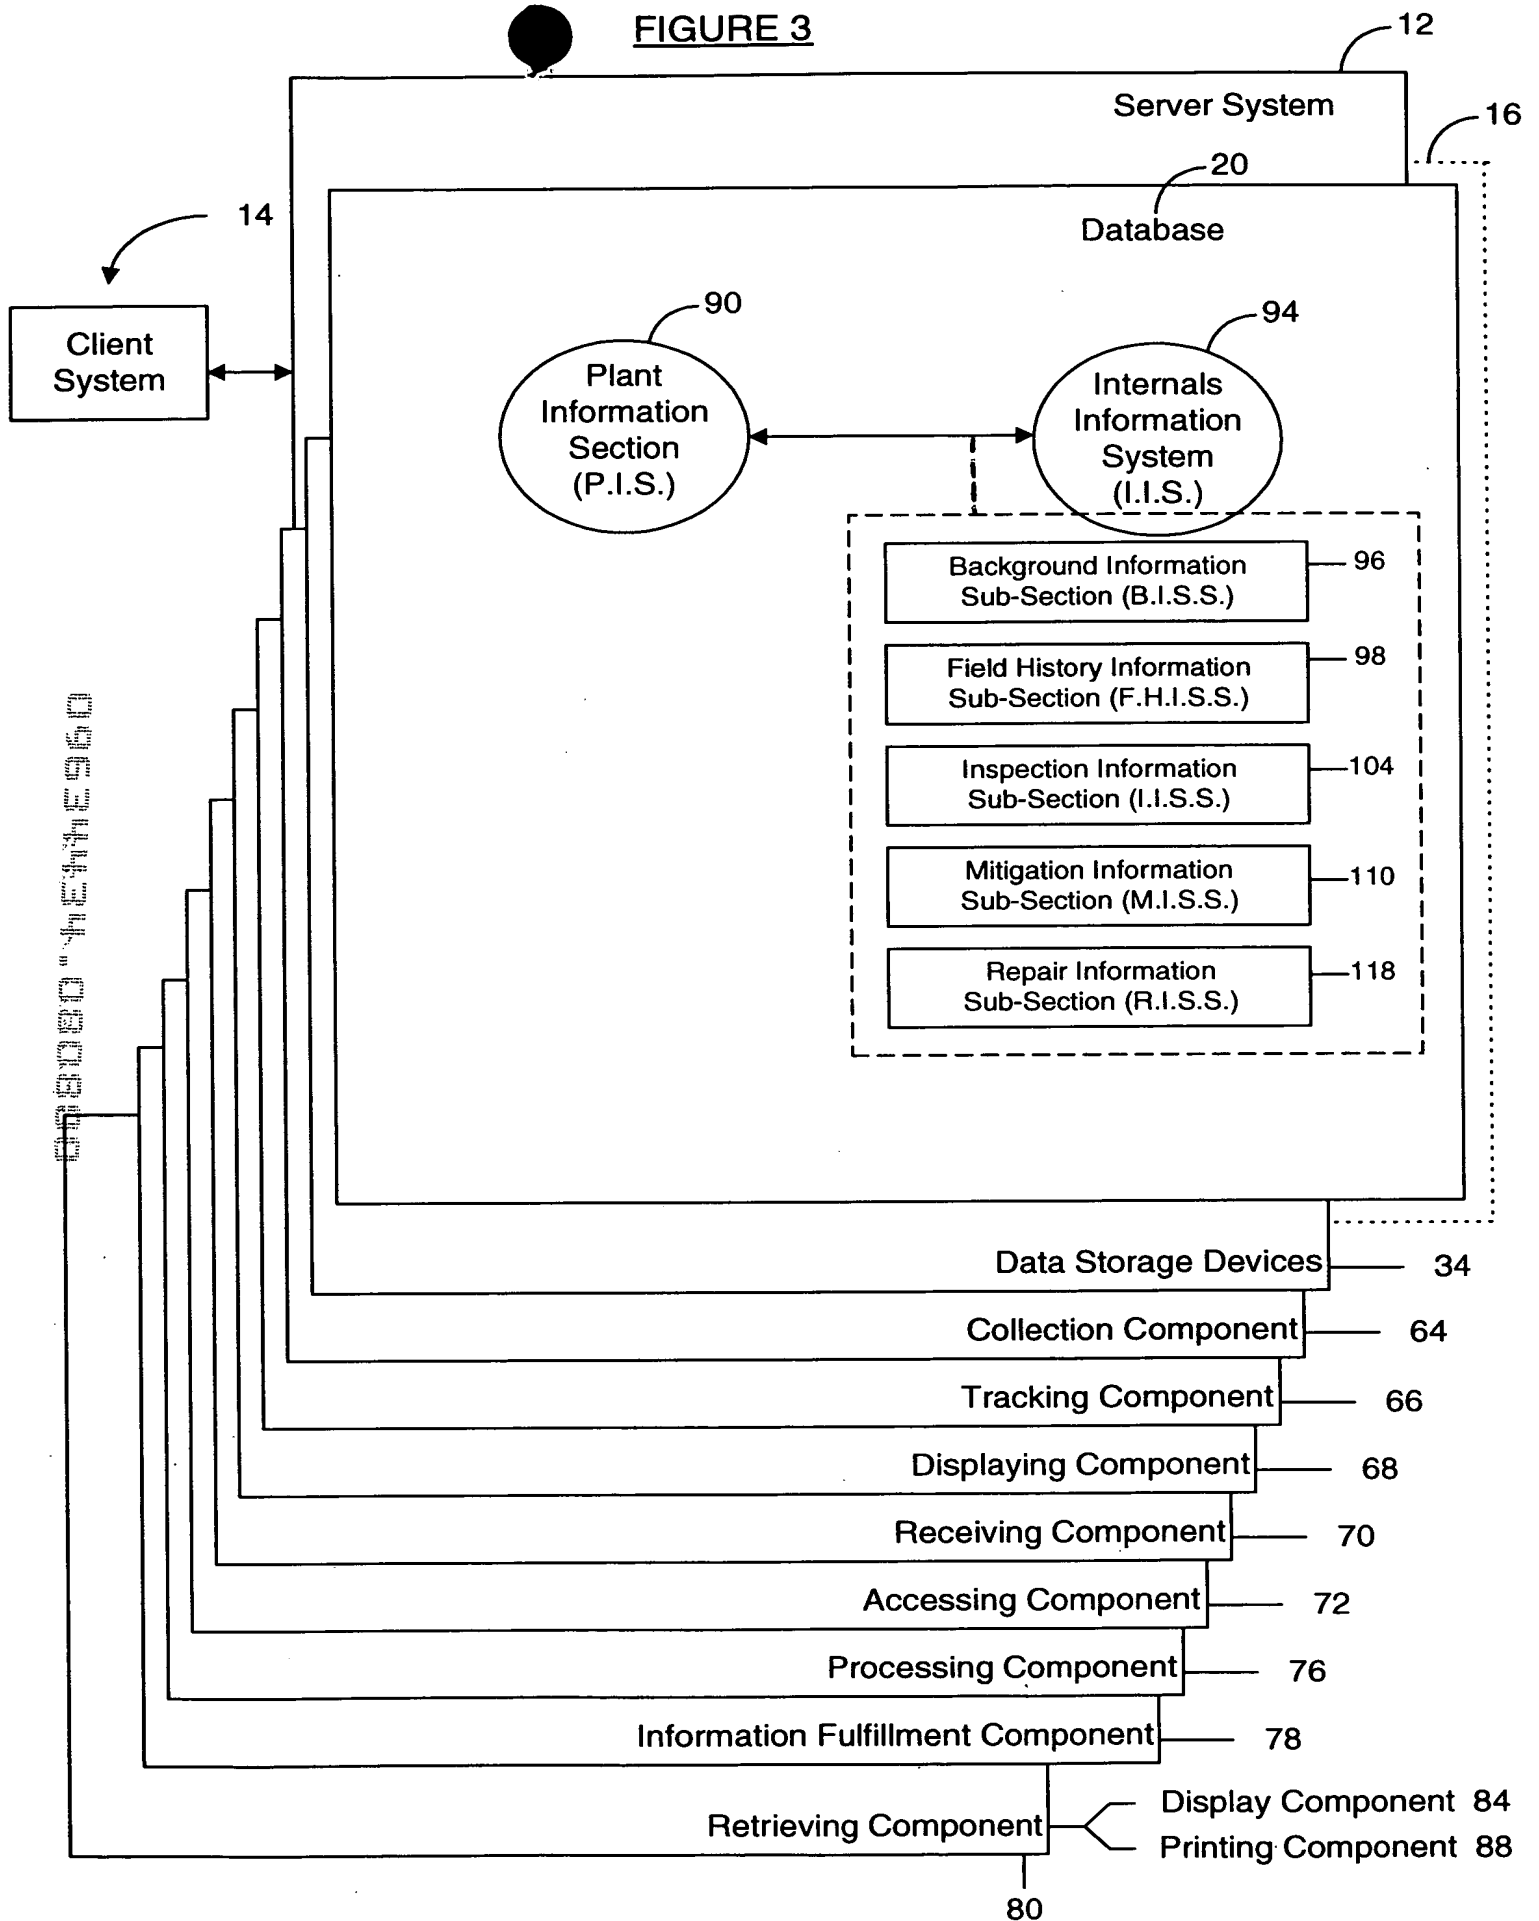 FIGURE 3
12
Server System
16
20
Database
14
Client
System
90
Plant
Information
Section
(P.I.S.)
94
Internals
Information
System
(I.I.S.)
Background Information
Sub-Section (B.I.S.S.)
96
Field History Information
Sub-Section (F.H.I.S.S.)
98
Inspection Information
Sub-Section (I.I.S.S.)
104
Mitigation Information
Sub-Section (M.I.S.S.)
110
Repair Information
Sub-Section (R.I.S.S.)
118
09634434.080800
Data Storage Devices 34
Collection Component 64
Tracking Component 66
Displaying Component 68
Receiving Component 70
Accessing Component 72
Processing Component 76
Information Fulfillment Component 78
Retrieving Component
Display Component 84
Printing Component 88
80